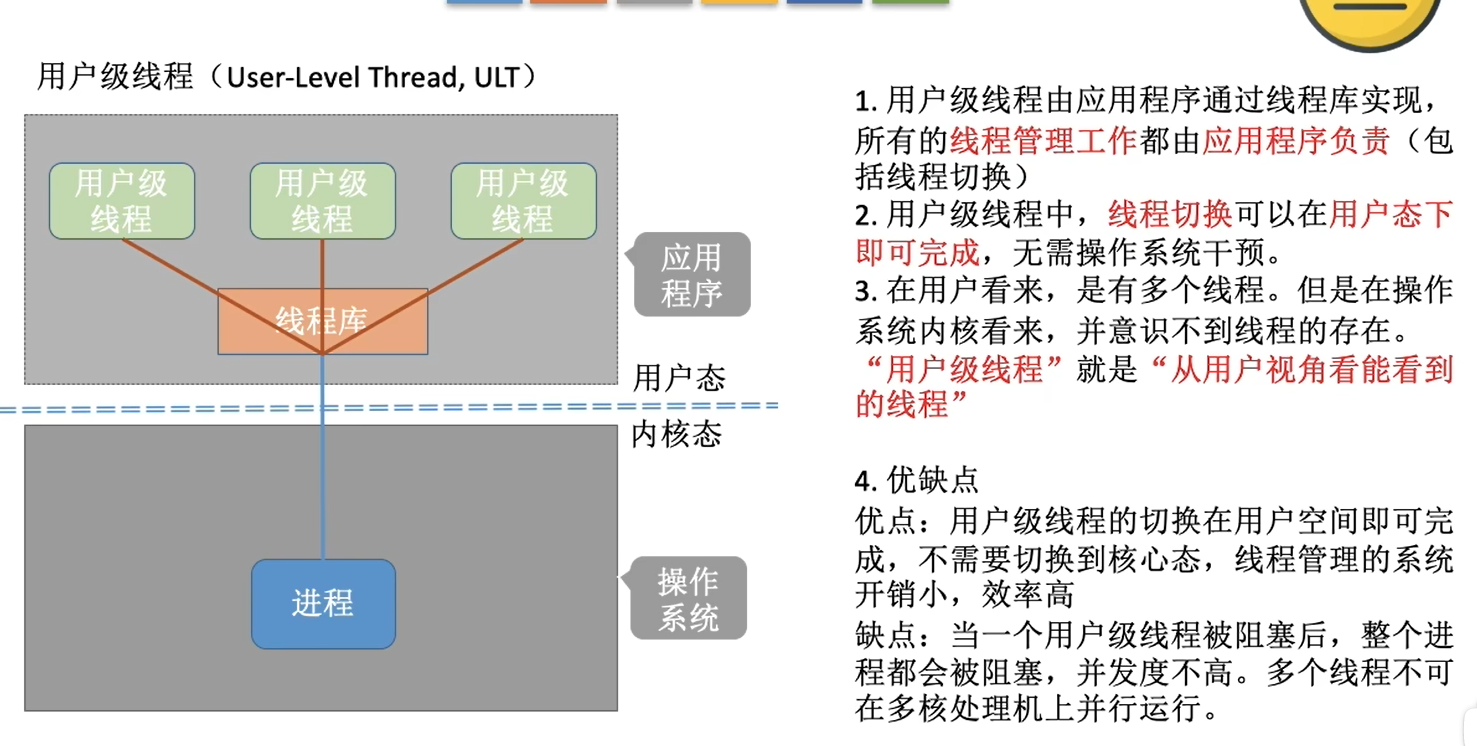 用户级线程（User-Level Thread, ULT）
用户级
线程
用户级
线程
用户级
线程
线程库
应用
程序
用户态
内核态
进程
操作
系统
1. 用户级线程由应用程序通过线程库实现，
所有的线程管理工作都由应用程序负责（包
括线程切换）
2. 用户级线程中，线程切换可以在用户态下
即可完成，无需操作系统干预。
3. 在用户看来，是有多个线程。但是在操作
系统内核看来，并意识不到线程的存在。
“用户级线程”就是“从用户视角看能看到
的线程”
4. 优缺点
优点：用户级线程的切换在用户空间即可完
成，不需要切换到核心态，线程管理的系统
开销小，效率高
缺点：当一个用户级线程被阻塞后，整个进
程都会被阻塞，并发度不高。多个线程不可
在多核处理机上并行运行。